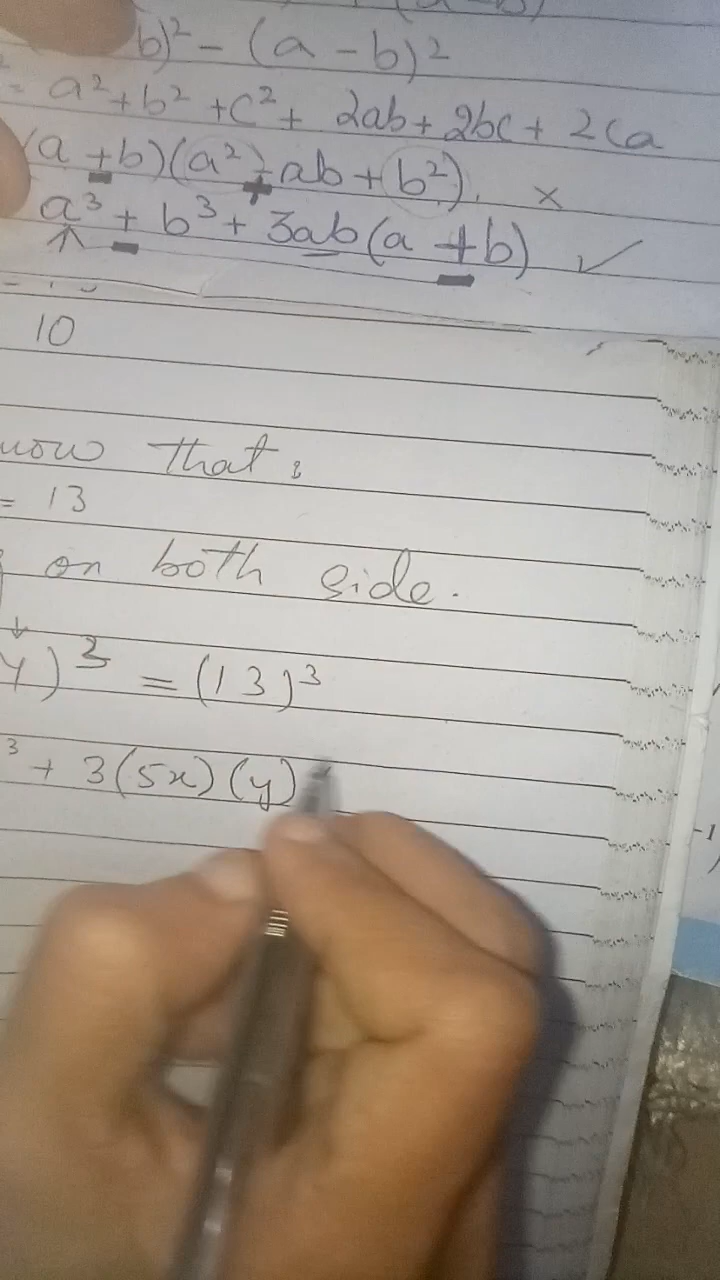 b)² - (a - b)²
= a² + b² + c² + 2ab + 2bc + 2ca
(a + b)(a² + ab + b²). ×
a³ + b³ + 3ab(a + b) ✓
10
now that:
= 13
on both side.
y)³ = (13)³
³ + 3(5x)(y)